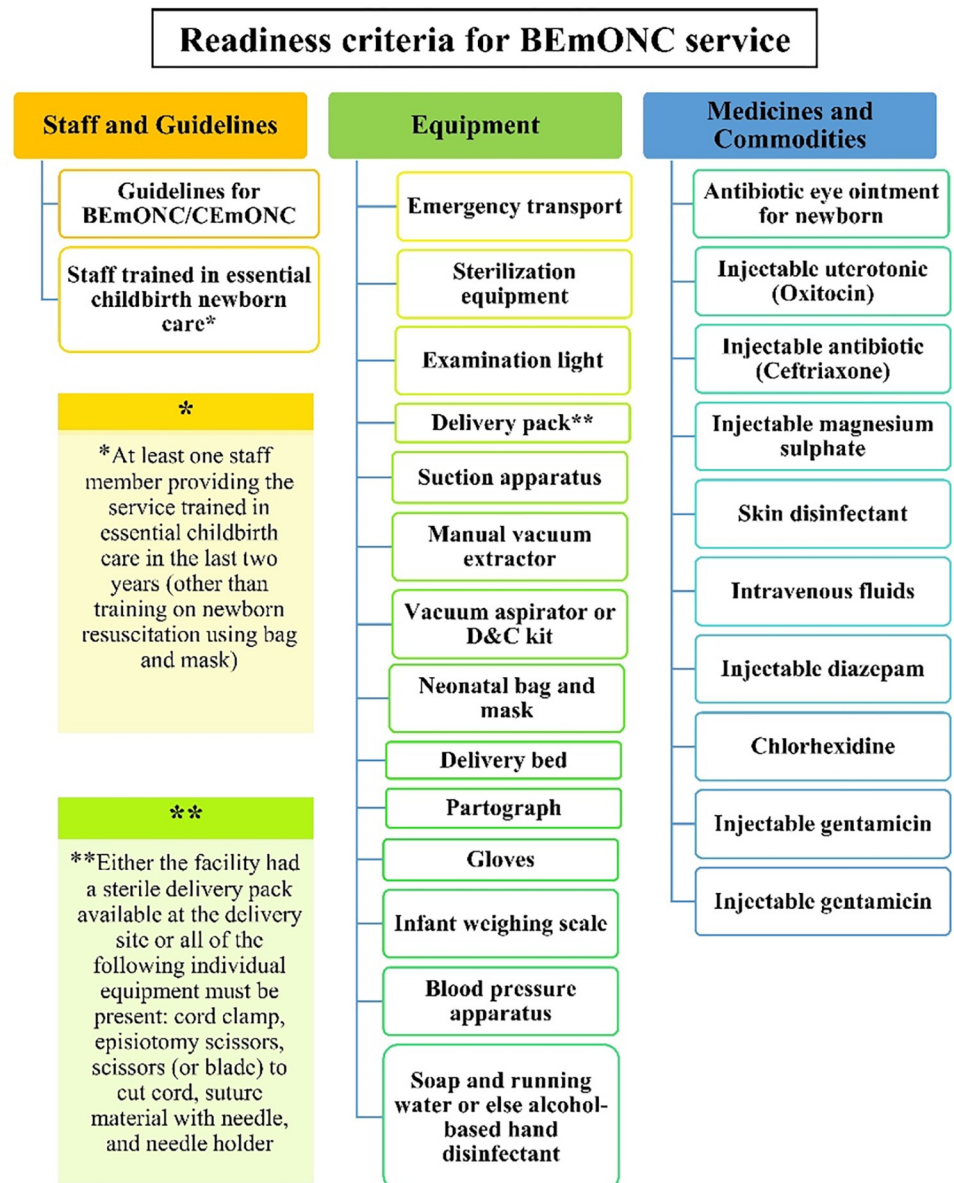 Readiness criteria for BEmONC service
Staff and Guidelines
Guidelines for
BEmONC/CEmONC
Staff trained in essential
childbirth newborn
care*
*
*At least one staff
member providing the
service trained in
essential childbirth
care in the last two
years (other than
training on newborn
resuscitation using bag
and mask)
**
**Either the facility had
a sterile delivery pack
available at the delivery
site or all of the
following individual
equipment must be
present: cord clamp,
episiotomy scissors,
scissors (or blade) to
cut cord, suture
material with needle,
and needle holder
Equipment
Emergency transport
Sterilization
equipment
Examination light
Delivery pack**
Suction apparatus
Manual vacuum
extractor
Vacuum aspirator or
D&C kit
Neonatal bag and
mask
Delivery bed
Partograph
Gloves
Infant weighing scale
Blood pressure
apparatus
Soap and running
water or else alcohol-
based hand
disinfectant
Medicines and
Commodities
Antibiotic eye ointment
for newborn
Injectable uterotonic
(Oxitocin)
Injectable antibiotic
(Ceftriaxone)
Injectable magnesium
sulphate
Skin disinfectant
Intravenous fluids
Injectable diazepam
Chlorhexidine
Injectable gentamicin
Injectable gentamicin